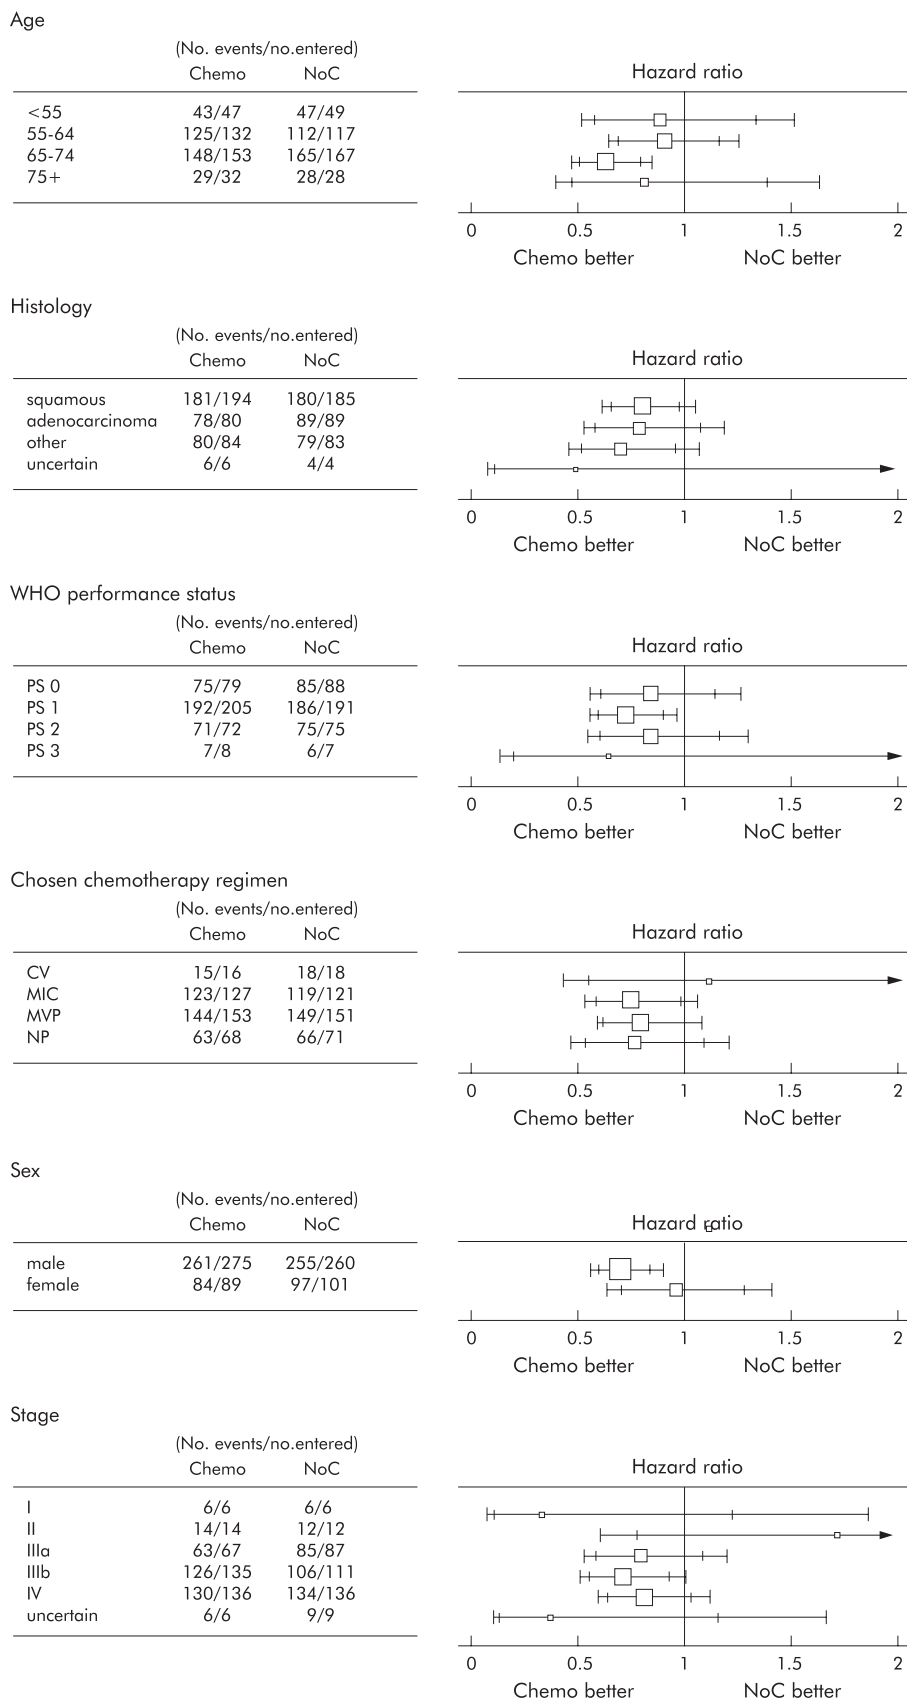 Age
(No. events/no.entered)
Chemo NoC Hazard ratio
<55 43/47 47/49
55-64 125/132 112/117
65-74 148/153 165/167
75+ 29/32 28/28
0 0.5 1 1.5 2
Chemo better NoC better
Histology
(No. events/no.entered)
Chemo NoC Hazard ratio
squamous 181/194 180/185
adenocarcinoma 78/80 89/89
other 80/84 79/83
uncertain 6/6 4/4
0 0.5 1 1.5 2
Chemo better NoC better
WHO performance status
(No. events/no.entered)
Chemo NoC Hazard ratio
PS 0 75/79 85/88
PS 1 192/205 186/191
PS 2 71/72 75/75
PS 3 7/8 6/7
0 0.5 1 1.5 2
Chemo better NoC better
Chosen chemotherapy regimen
(No. events/no.entered)
Chemo NoC Hazard ratio
CV 15/16 18/18
MIC 123/127 119/121
MVP 144/153 149/151
NP 63/68 66/71
0 0.5 1 1.5 2
Chemo better NoC better
Sex
(No. events/no.entered)
Chemo NoC Hazard ratio
male 261/275 255/260
female 84/89 97/101
0 0.5 1 1.5 2
Chemo better NoC better
Stage
(No. events/no.entered)
Chemo NoC Hazard ratio
I 6/6 6/6
II 14/14 12/12
IIIa 63/67 85/87
IIIb 126/135 106/111
IV 130/136 134/136
uncertain 6/6 9/9
0 0.5 1 1.5 2
Chemo better NoC better